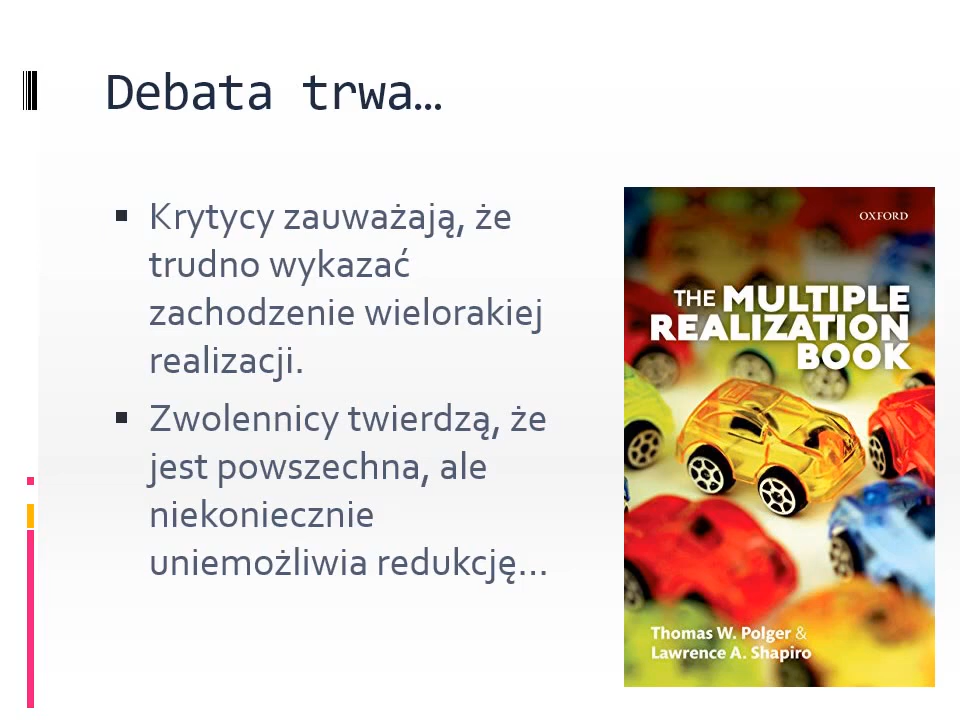 Debata trwa…
Krytycy zauważają, że
trudno wykazać
zachodzenie wielorakiej
realizacji.
Zwolennicy twierdzą, że
jest powszechna, ale
niekoniecznie
uniemożliwia redukcję…
OXFORD
THE MULTIPLE
REALIZATION
BOOK
Thomas W. Polger &
Lawrence A. Shapiro